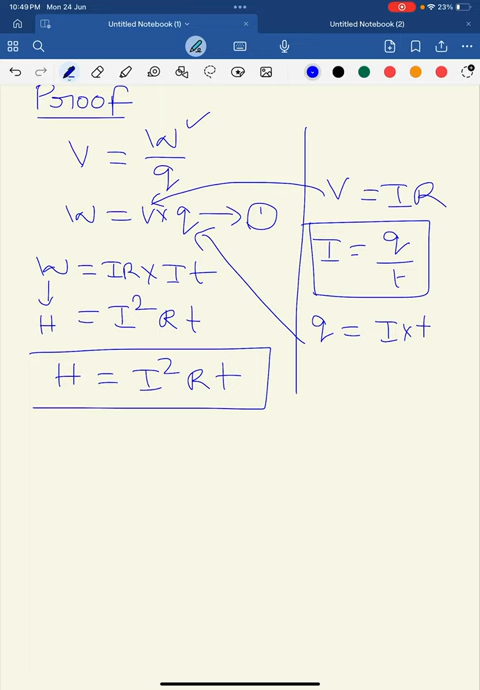 10:49 PM Mon 24 Jun
23%
Untitled Notebook (1)
Untitled Notebook (2)
Proof
V = W/q
W = V×q → ①
W = IR×It
H = I²Rt
H = I²Rt
V = IR
I = q/t
q = I×t